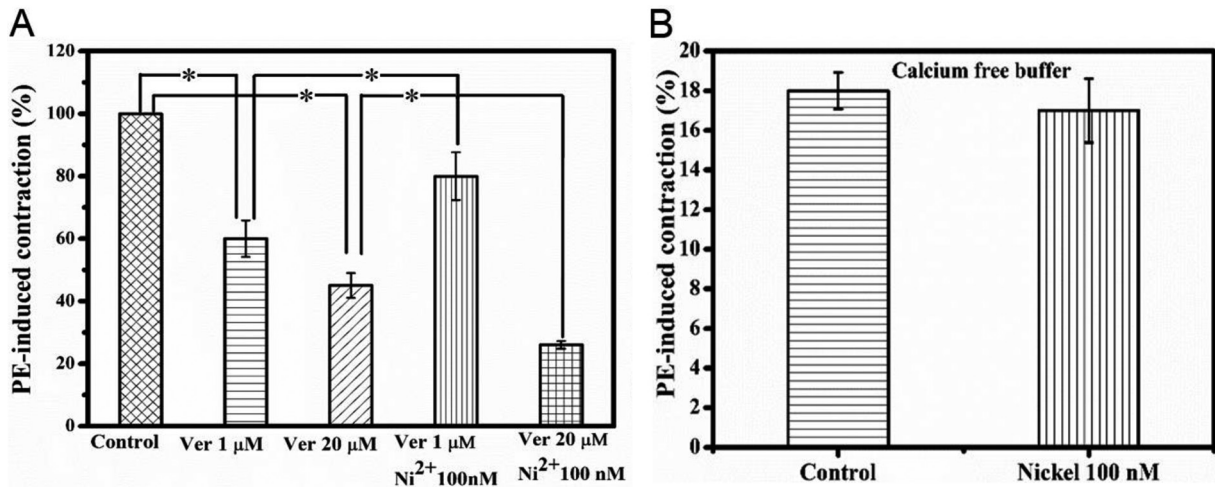 A
PE-induced contraction (%)
120
100
80
60
40
20
0
*
*
*
*
Control
Ver 1 µM
Ver 20 µM
Ver 1 µM
Ni²⁺100nM
Ver 20 µM
Ni²⁺100 nM
B
PE-induced contraction (%)
20
18
16
14
12
10
8
6
4
2
0
Calcium free buffer
Control
Nickel 100 nM